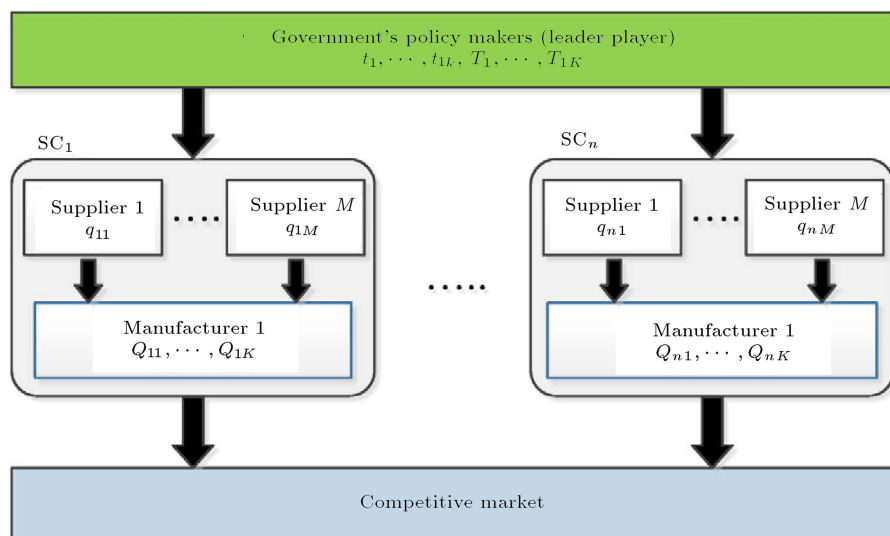 Government's policy makers (leader player)
t₁, ··· , t₁ₖ, T₁, ··· , T₁K
SC₁
SCₙ
Supplier 1
q₁₁
....
Supplier M
q₁M
Supplier 1
qₙ₁
....
Supplier M
qₙM
.....
Manufacturer 1
Q₁₁, ··· , Q₁K
Manufacturer 1
Qₙ₁, ··· , QₙK
Competitive market